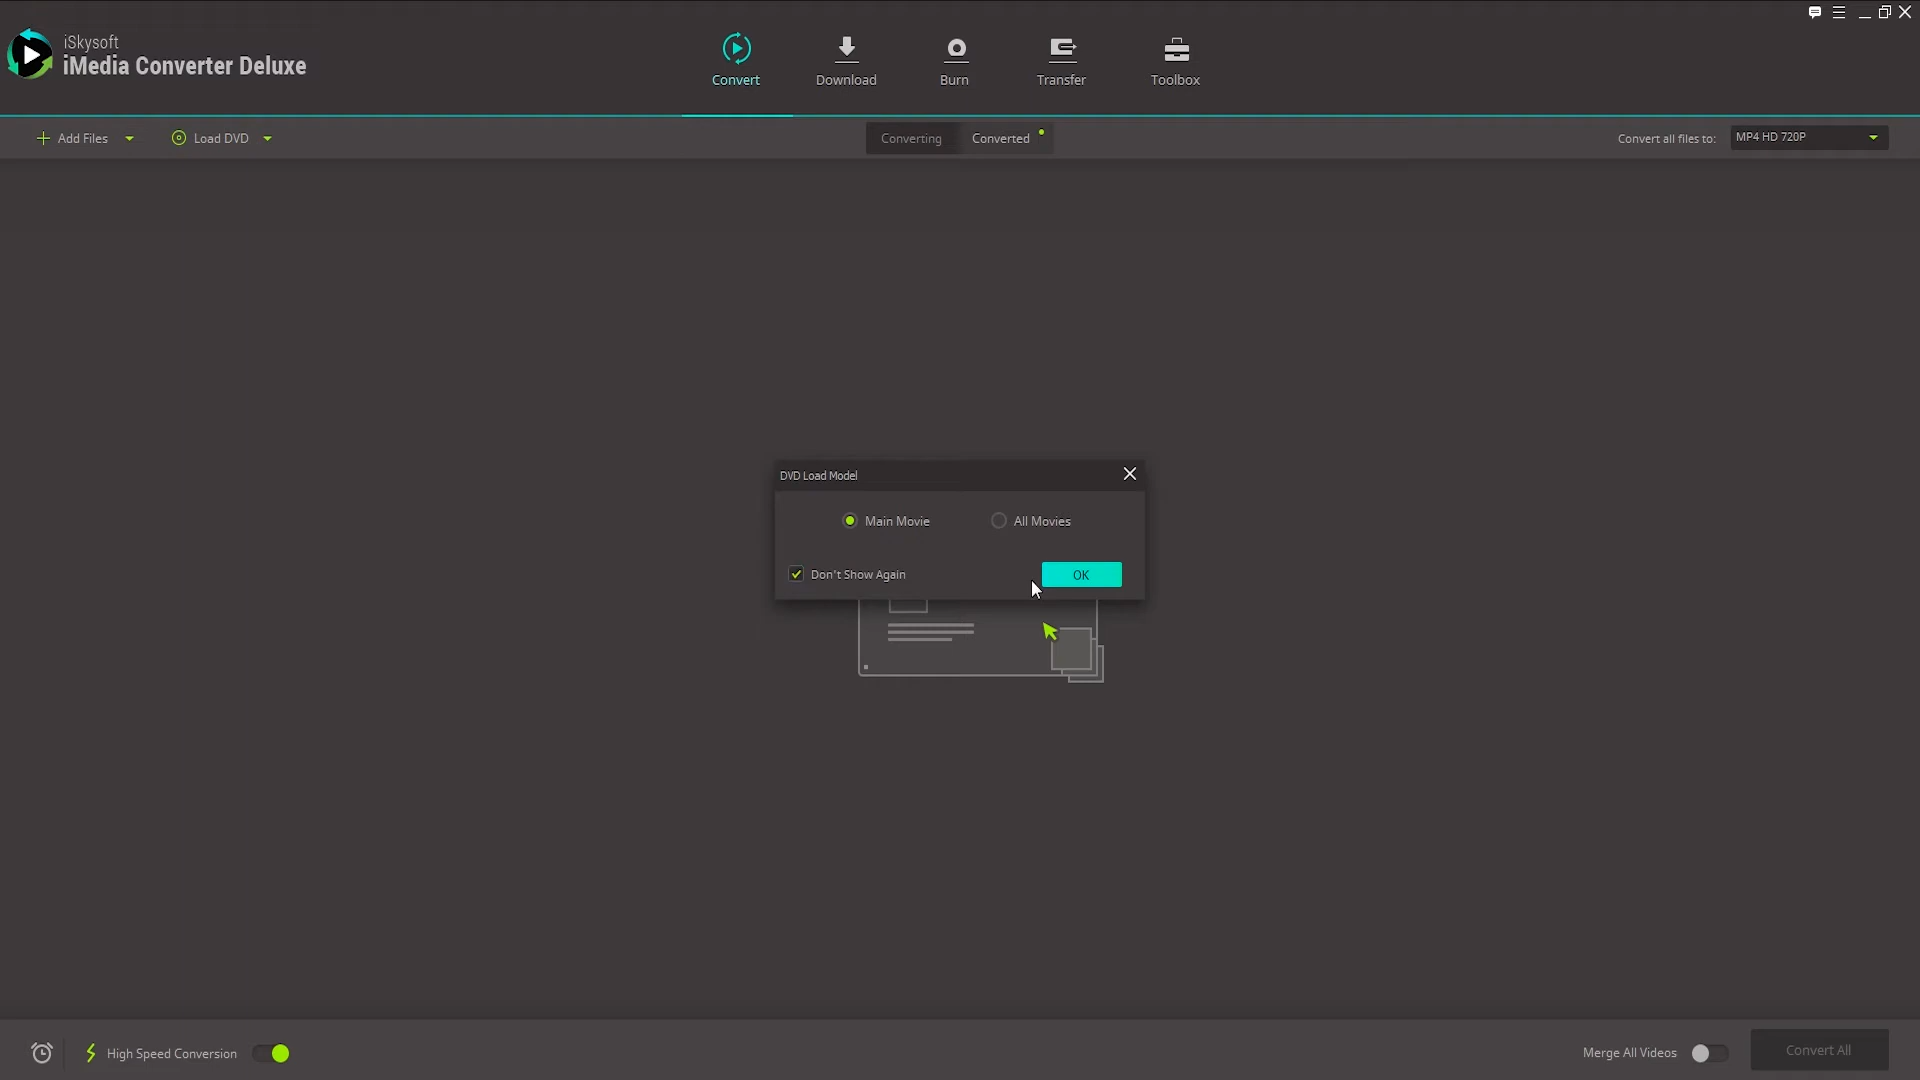 iSkysoft
iMedia Converter Deluxe
Convert
Download
Burn
Transfer
Toolbox
Add Files
Load DVD
Converting
Converted
Convert all files to:
MP4 HD 720P
DVD Load Model
Main Movie
All Movies
Don't Show Again
OK
High Speed Conversion
Merge All Videos
Convert All